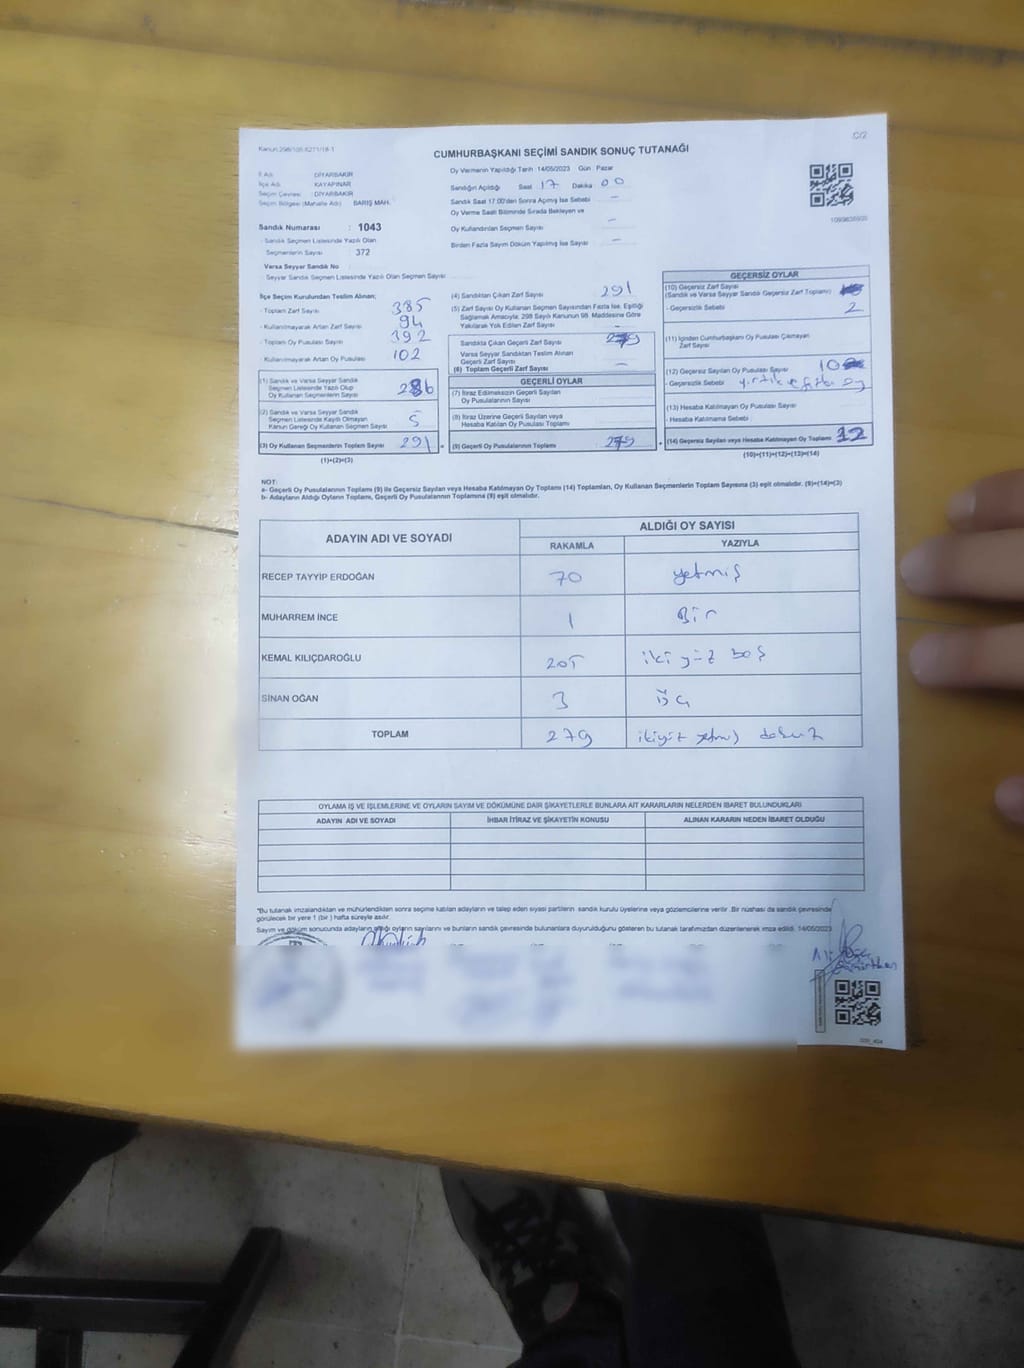 C/2
CUMHURBAŞKANI SEÇİMİ SANDIK SONUÇ TUTANAĞI
İl Adı : DİYARBAKIR
İlçe Adı : KAYAPINAR
Seçim Çevresi : DİYARBAKIR
Seçim Bölgesi (Mahalle Adı) BARIŞ MAH.
Sandık Numarası : 1043
Sandık Seçmen Listesinde Yazılı Olan
Seçmenlerin Sayısı : 372
Varsa Seyyar Sandık No
Seyyar Sandık Seçmen Listesinde Yazılı Olan Seçmen Sayısı
Oy Vermenin Yapıldığı Tarih :14/05/2023 Gün : Pazar
Sandığın Açıldığı Saat 17 Dakika 00
Sandık Saat 17.00'den Sonra Açılmış İse Sebebi –
Oy Verme Saati Bitiminde Sırada Bekleyen ve
Oy Kullandırılan Seçmen Sayısı –
Birden Fazla Sayım Döküm Yapılmış İse Sayısı –
İlçe Seçim Kurulundan Teslim Alınan;
- Toplam Zarf Sayısı 385
- Kullanılmayarak Artan Zarf Sayısı 94
- Toplam Oy Pusulası Sayısı 392
- Kullanılmayarak Artan Oy Pusulası 102
(1) Sandık ve Varsa Seyyar Sandık
Seçmen Listesinde Yazılı Olup
Oy Kullanan Seçmenlerin Sayısı 286
(2) Sandık ve Varsa Seyyar Sandık
Seçmen Listesinde Kayıtlı Olmayan
Kanun Gereği Oy Kullanan Seçmen Sayısı 5
(3) Oy Kullanan Seçmenlerin Toplam Sayısı 291
(1)+(2)=(3)
(4) Sandıktan Çıkan Zarf Sayısı 291
(5) Zarf Sayısı Oy Kullanan Seçmen Sayısından Fazla İse, Eşitliği
Sağlamak Amacıyla; 298 Sayılı Kanunun 98. Maddesine Göre
Yakılarak Yok Edilen Zarf Sayısı –
Sandıkta Çıkan Geçerli Zarf Sayısı 279
Varsa Seyyar Sandıktan Teslim Alınan
Geçerli Zarf Sayısı
(6) Toplam Geçerli Zarf Sayısı –
GEÇERLİ OYLAR
(7) İtiraz Edilmeksizin Geçerli Sayılan
Oy Pusulasının Sayısı
(8) İtiraz Üzerine Geçerli Sayılan veya
Hesaba Katılan Oy Pusulası Toplamı
(9) Geçerli Oy Pusulalarının Toplamı 279
GEÇERSİZ OYLAR
(10) Geçersiz Zarf Sayısı
(Sandık ve Varsa Seyyar Sandık Geçersiz Zarf Toplamı)
- Geçersizlik Sebebi 2
(11) İçinden Cumhurbaşkanı Oy Pusulası Çıkmayan
Zarf Sayısı
(12) Geçersiz Sayılan Oy Pusulası Sayısı 10
- Geçersizlik Sebebi yırtık ve fazla oy
(13) Hesaba Katılmayan Oy Pusulası Sayısı
- Hesaba Katılmama Sebebi
(14) Geçersiz Sayılan veya Hesaba Katılmayan Oy Toplamı 12
(10)+(11)+(12)+(13)=(14)
NOT:
a- Geçerli Oy Pusulalarının Toplamı (9) ile Geçersiz Sayılan veya Hesaba Katılmayan Oy Toplamı (14) Toplamları, Oy Kullanan Seçmenlerin Toplam Sayısına (3) eşit olmalıdır. (9)+(14)=(3)
b- Adayların Aldığı Oyların Toplamı, Geçerli Oy Pusulalarının Toplamına (9) eşit olmalıdır.
ADAYIN ADI VE SOYADI ALDIĞI OY SAYISI
RAKAMLA YAZIYLA
RECEP TAYYİP ERDOĞAN 70 yetmiş
MUHARREM İNCE 1 Bir
KEMAL KILIÇDAROĞLU 205 iki yüz beş
SİNAN OĞAN 3 üç
TOPLAM 279 ikiyüz yetmiş dokuz
OYLAMA İŞ VE İŞLEMLERİNE VE OYLARIN SAYIM VE DÖKÜMÜNE DAİR ŞİKAYETLERLE BUNLARA AİT KARARLARIN NELERDEN İBARET BULUNDUKLARI
ADAYIN ADI VE SOYADI İHBAR İTİRAZ VE ŞİKAYETİN KONUSU ALINAN KARARIN NEDEN İBARET OLDUĞU
*Bu tutanak imzalandıktan ve mühürlendikten sonra seçime katılan adayların ve talep eden siyasi partilerin sandık kurulu üyelerine veya gözlemcilerine verilir. Bir nüshası da sandık çevresinde
görülecek bir yere 1 (bir) hafta süreyle asılır.
Sayım ve döküm sonucunda adayların aldığı oyların sayılarını ve bunların sandık çevresinde bulunanlara duyurulduğunu gösteren bu tutanak tarafımızdan düzenlenerek imza edildi. 14/05/2023